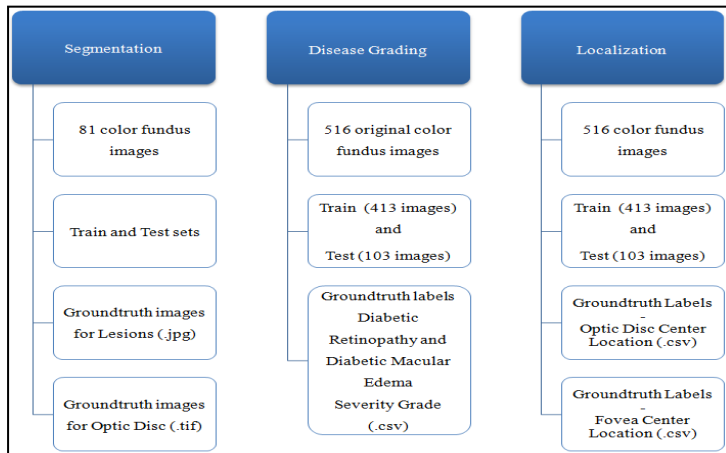 Segmentation
81 color fundus
images
Train and Test sets
Groundtruth images
for Lesions (.jpg)
Groundtruth images
for Optic Disc (.tif)
Disease Grading
516 original color
fundus images
Train (413 images)
and
Test (103 images)
Groundtruth labels
Diabetic
Retinopathy and
Diabetic Macular
Edema
Severity Grade
(.csv)
Localization
516 color fundus
images
Train (413 images)
and
Test (103 images)
Groundtruth Labels
-
Optic Disc Center
Location (.csv)
Groundtruth Labels
-
Fovea Center
Location (.csv)